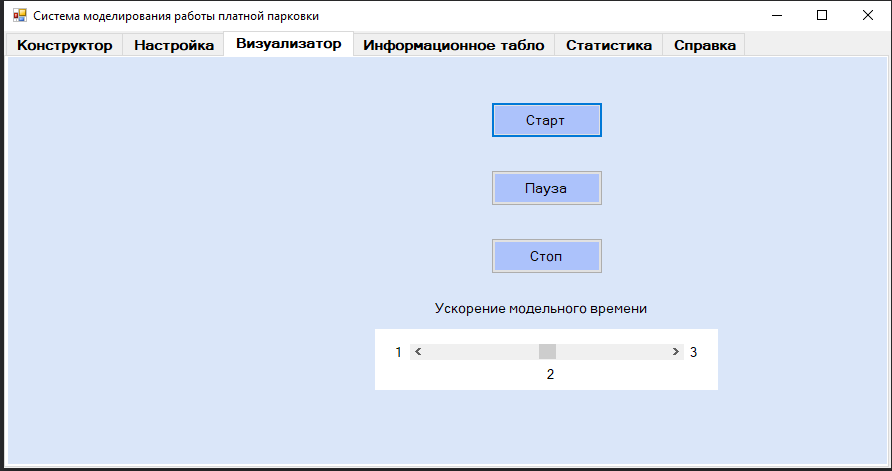 Система моделирования работы платной парковки
Конструктор Настройка Визуализатор Информационное табло Статистика Справка
Старт
Пауза
Стоп
Ускорение модельного времени
1 3
2